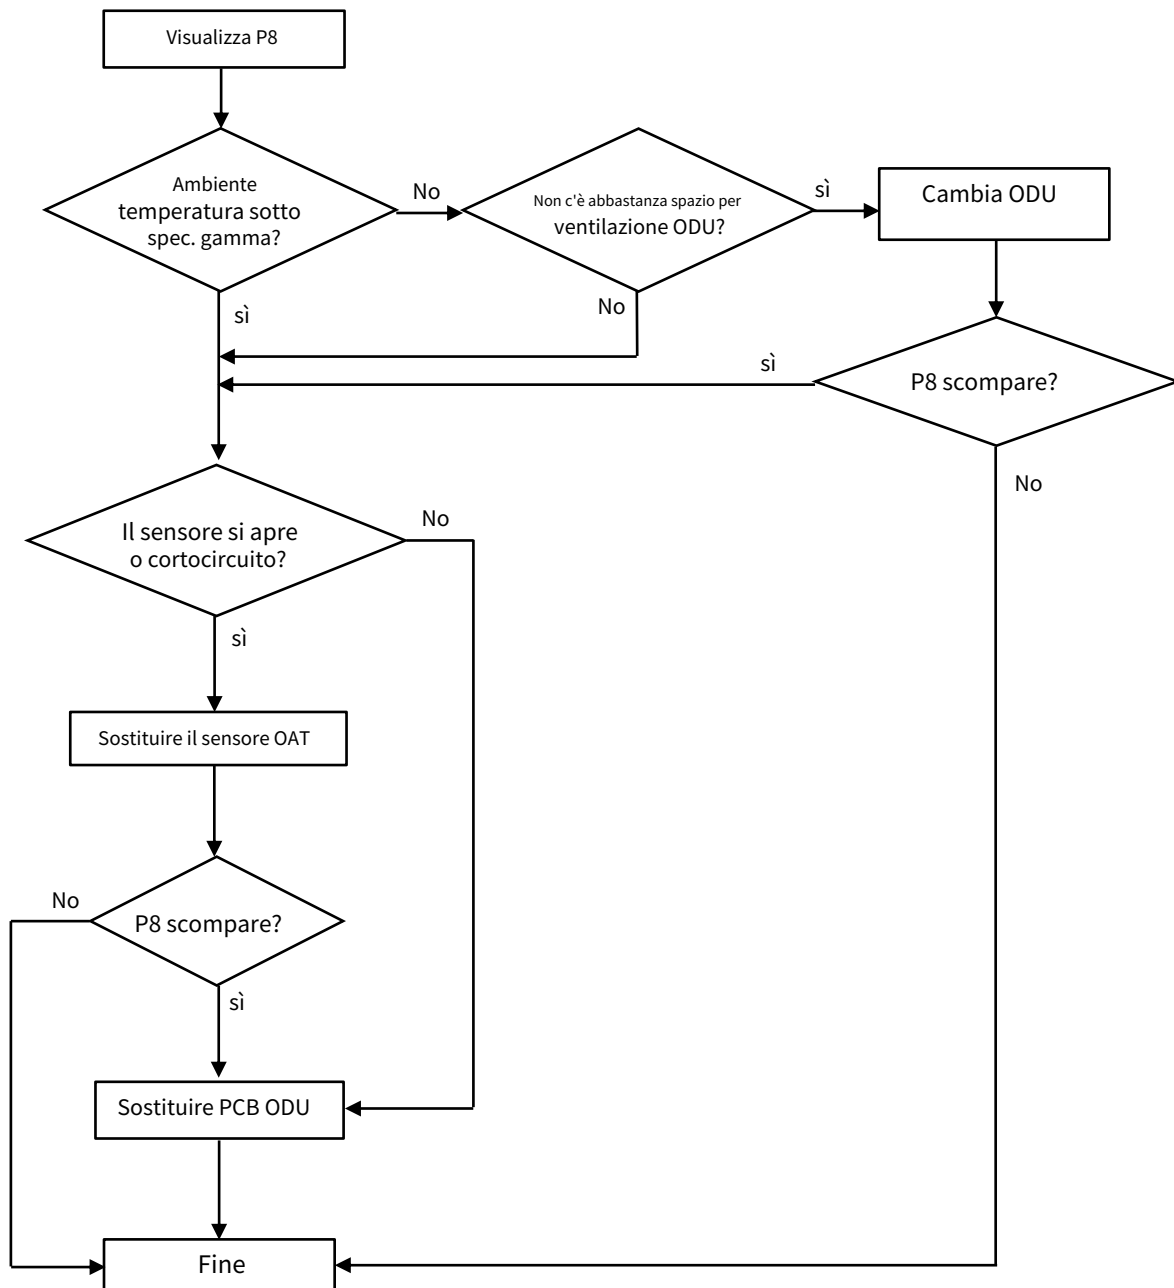 Visualizza P8
Ambiente
temperatura sotto
spec. gamma?
No
Non c'è abbastanza spazio per
ventilazione ODU?
sì
Cambia ODU
sì
No
sì
P8 scompare?
No
Il sensore si apre
o cortocircuito?
No
sì
Sostituire il sensore OAT
No
P8 scompare?
sì
Sostituire PCB ODU
Fine